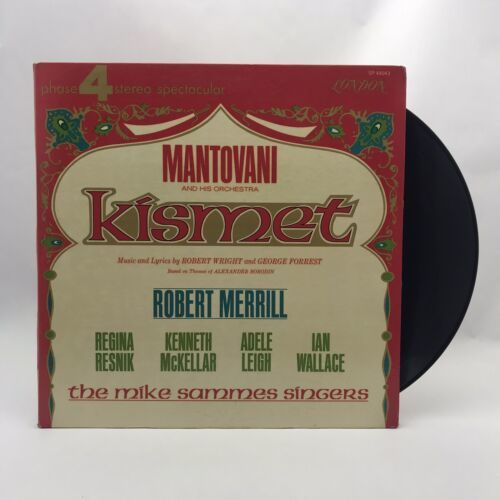 phase 4 stereo spectacular
SP 44043
LONDON
MANTOVANI
AND HIS ORCHESTRA
Kismet
Music and Lyrics by ROBERT WRIGHT and GEORGE FORREST
Based on Themes of ALEXANDER BORODIN
ROBERT MERRILL
REGINA RESNIK
KENNETH McKELLAR
ADELE LEIGH
IAN WALLACE
the mike sammes singers